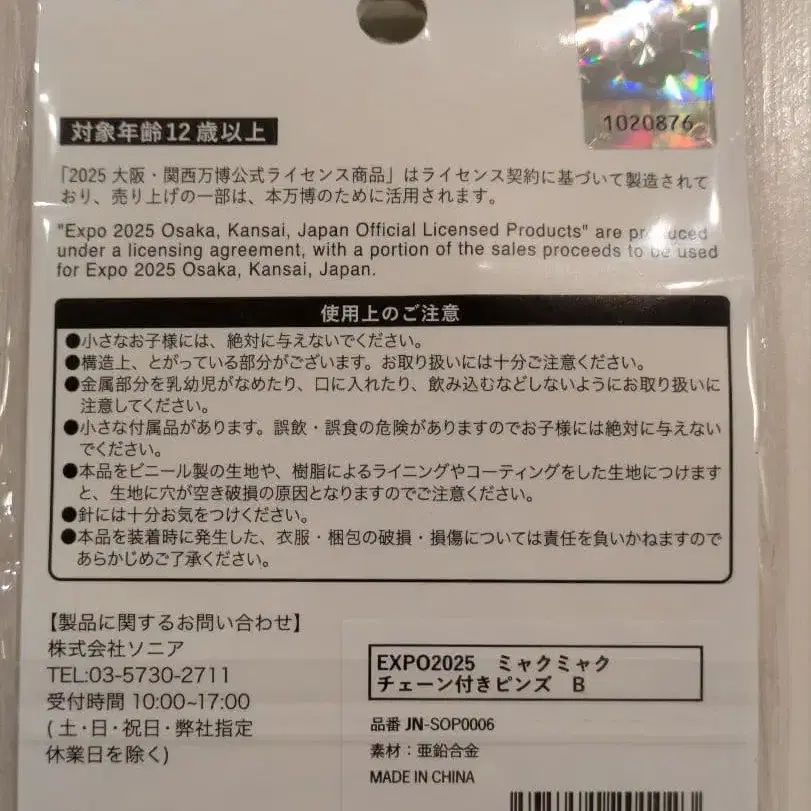 1020876
対象年齢12歳以上
「2025 大阪・関西万博公式ライセンス商品」はライセンス契約に基づいて製造されて
おり、売り上げの一部は、本万博のために活用されます。
"Expo 2025 Osaka, Kansai, Japan Official Licensed Products" are produced
under a licensing agreement, with a portion of the sales proceeds to be used
for Expo 2025 Osaka, Kansai, Japan.
使用上のご注意
●小さなお子様には、絶対に与えないでください。
●構造上、とがっている部分がございます。お取り扱いには十分ご注意ください。
●金属部分を乳幼児がなめたり、口に入れたり、飲み込むなどしないようにお取り扱いに
注意してください。
●小さな付属品があります。誤飲・誤食の危険がありますのでお子様には絶対に与えない
でください。
●本品をビニール製の生地や、樹脂によるライニングやコーティングをした生地につけます
と、生地に穴が空き破損の原因となりますのでご注意ください。
●針には十分お気をつけください。
●本品を装着時に発生した、衣服・梱包の破損・損傷については責任を負いかねますので
あらかじめご了承ください。
【製品に関するお問い合わせ】
株式会社ソニア
TEL:03-5730-2711
受付時間 10:00~17:00
(土・日・祝日・弊社指定
休業日を除く)
EXPO2025 ミャクミャク
チェーン付きピンズ B
品番 JN-SOP0006
素材：亜鉛合金
MADE IN CHINA